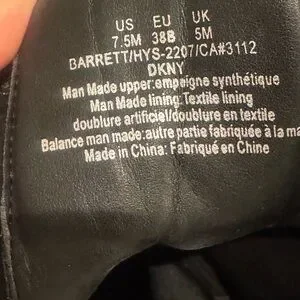 US EU UK
7.5M 38B 5M
BARRETT/HYS-2207/CA#3112
DKNY
Man Made upper:empeigne synthétique
Man Made lining:Textile lining
doublure artificiel/doublure en textile
Balance man made:autre partie fabriquée à la ma
Made in China: Fabriqué en Chine